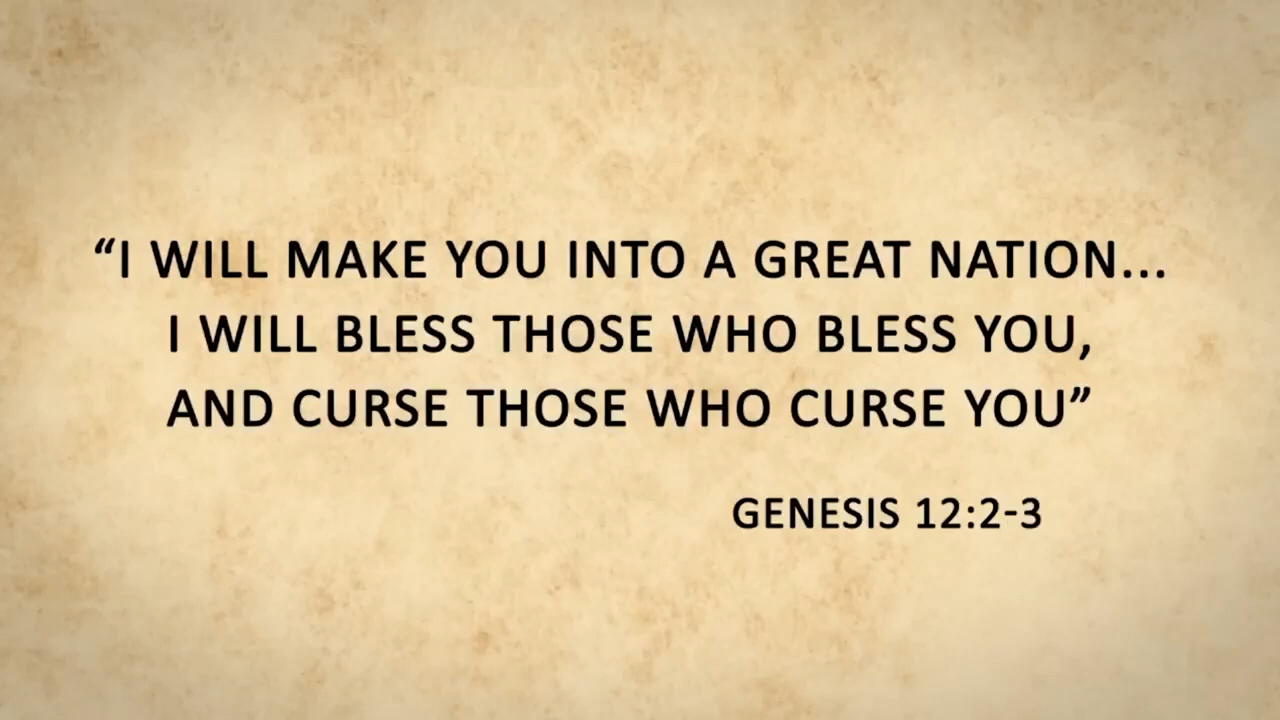 “I WILL MAKE YOU INTO A GREAT NATION...
I WILL BLESS THOSE WHO BLESS YOU,
AND CURSE THOSE WHO CURSE YOU”
GENESIS 12:2-3